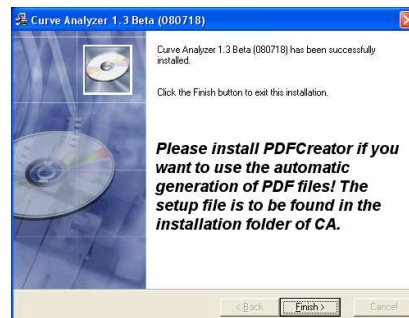 Curve Analyzer 1.3 Beta (080718)
Curve Analyzer 1.3 Beta (080718) has been successfully
installed.
Click the Finish button to exit this installation.
Please install PDFCreator if you
want to use the automatic
generation of PDF files! The
setup file is to be found in the
installation folder of CA.
< Back
Finish >
Cancel